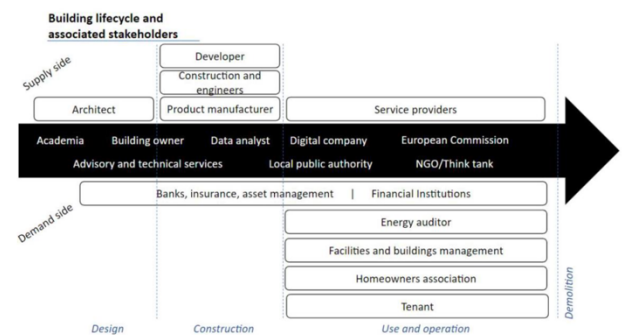 Building lifecycle and
associated stakeholders
Supply side
Developer
Construction and
engineers
Architect
Product manufacturer
Service providers
Academia Building owner Data analyst Digital company European Commission
Advisory and technical services Local public authority NGO/Think tank
Banks, insurance, asset management | Financial Institutions
Demand side
Energy auditor
Facilities and buildings management
Homeowners association
Tenant
Demolition
Design Construction Use and operation